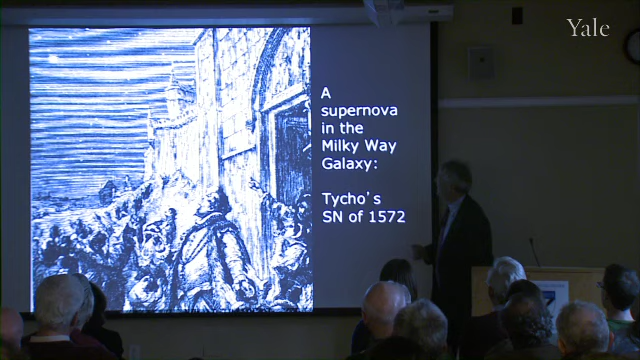 Yale
A
supernova
in the
Milky Way
Galaxy:
Tycho's
SN of 1572